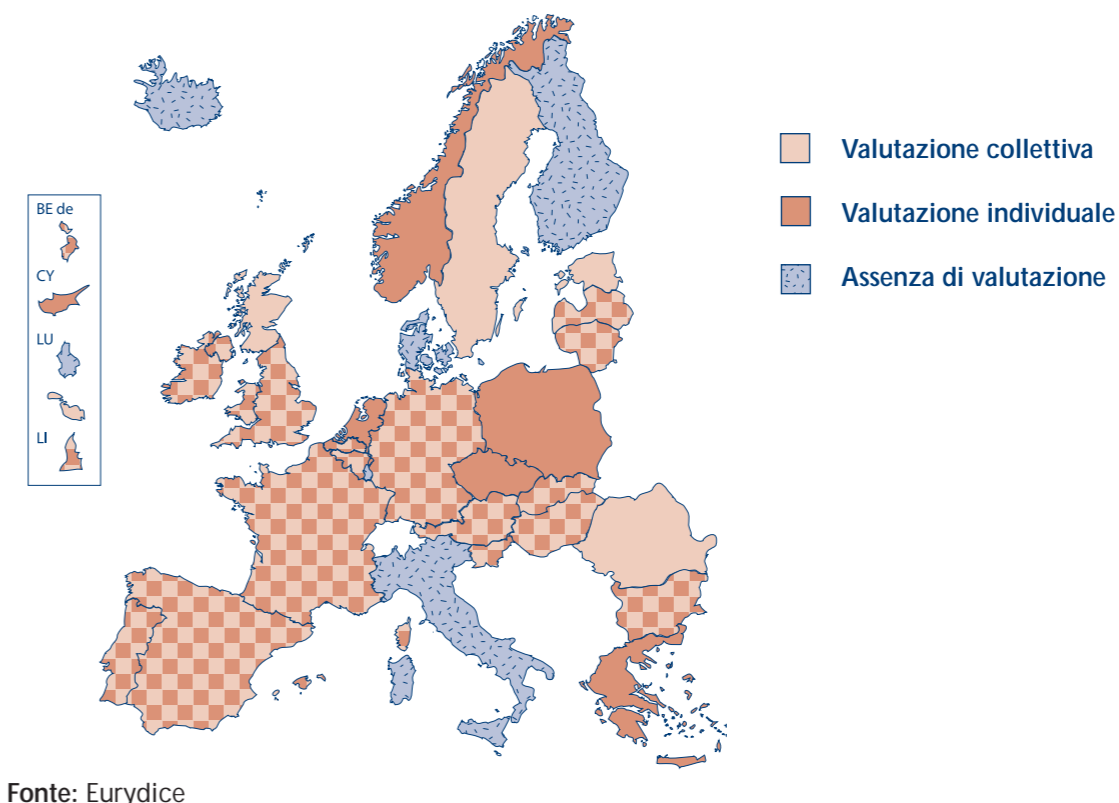 BE de
CY
LU
LI
Valutazione collettiva
Valutazione individuale
Assenza di valutazione
Fonte: Eurydice